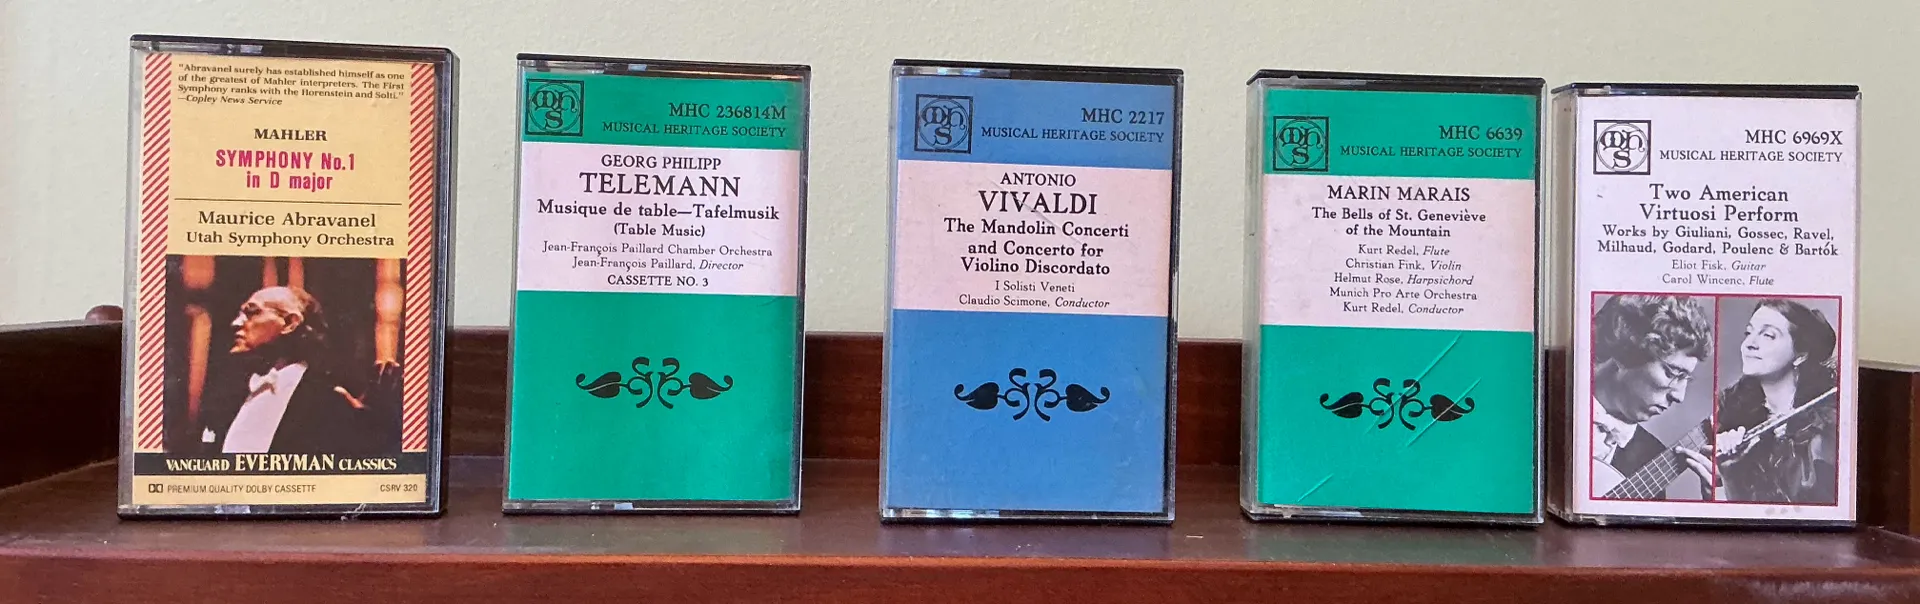 "Abravanel surely has established himself as one
of the greatest of Mahler interpreters. The First
Symphony ranks with the Horenstein and Solti."
—Copley News Service
MAHLER
SYMPHONY No.1
in D major
Maurice Abravanel
Utah Symphony Orchestra
VANGUARD EVERYMAN CLASSICS
PREMIUM QUALITY DOLBY CASSETTE
CSRV 320
mhs
MHC 236814M
MUSICAL HERITAGE SOCIETY
GEORG PHILIPP
TELEMANN
Musique de table—Tafelmusik
(Table Music)
Jean-François Paillard Chamber Orchestra
Jean-François Paillard, Director
CASSETTE NO. 3
mhs
MHC 2217
MUSICAL HERITAGE SOCIETY
ANTONIO
VIVALDI
The Mandolin Concerti
and Concerto for
Violino Discordato
I Solisti Veneti
Claudio Scimone, Conductor
mhs
MHC 6639
MUSICAL HERITAGE SOCIETY
MARIN MARAIS
The Bells of St. Geneviève
of the Mountain
Kurt Redel, Flute
Christian Fink, Violin
Helmut Rose, Harpsichord
Munich Pro Arte Orchestra
Kurt Redel, Conductor
mhs
MHC 6969X
MUSICAL HERITAGE SOCIETY
Two American
Virtuosi Perform
Works by Giuliani, Gossec, Ravel,
Milhaud, Godard, Poulenc & Bartók
Eliot Fisk, Guitar
Carol Wincenc, Flute